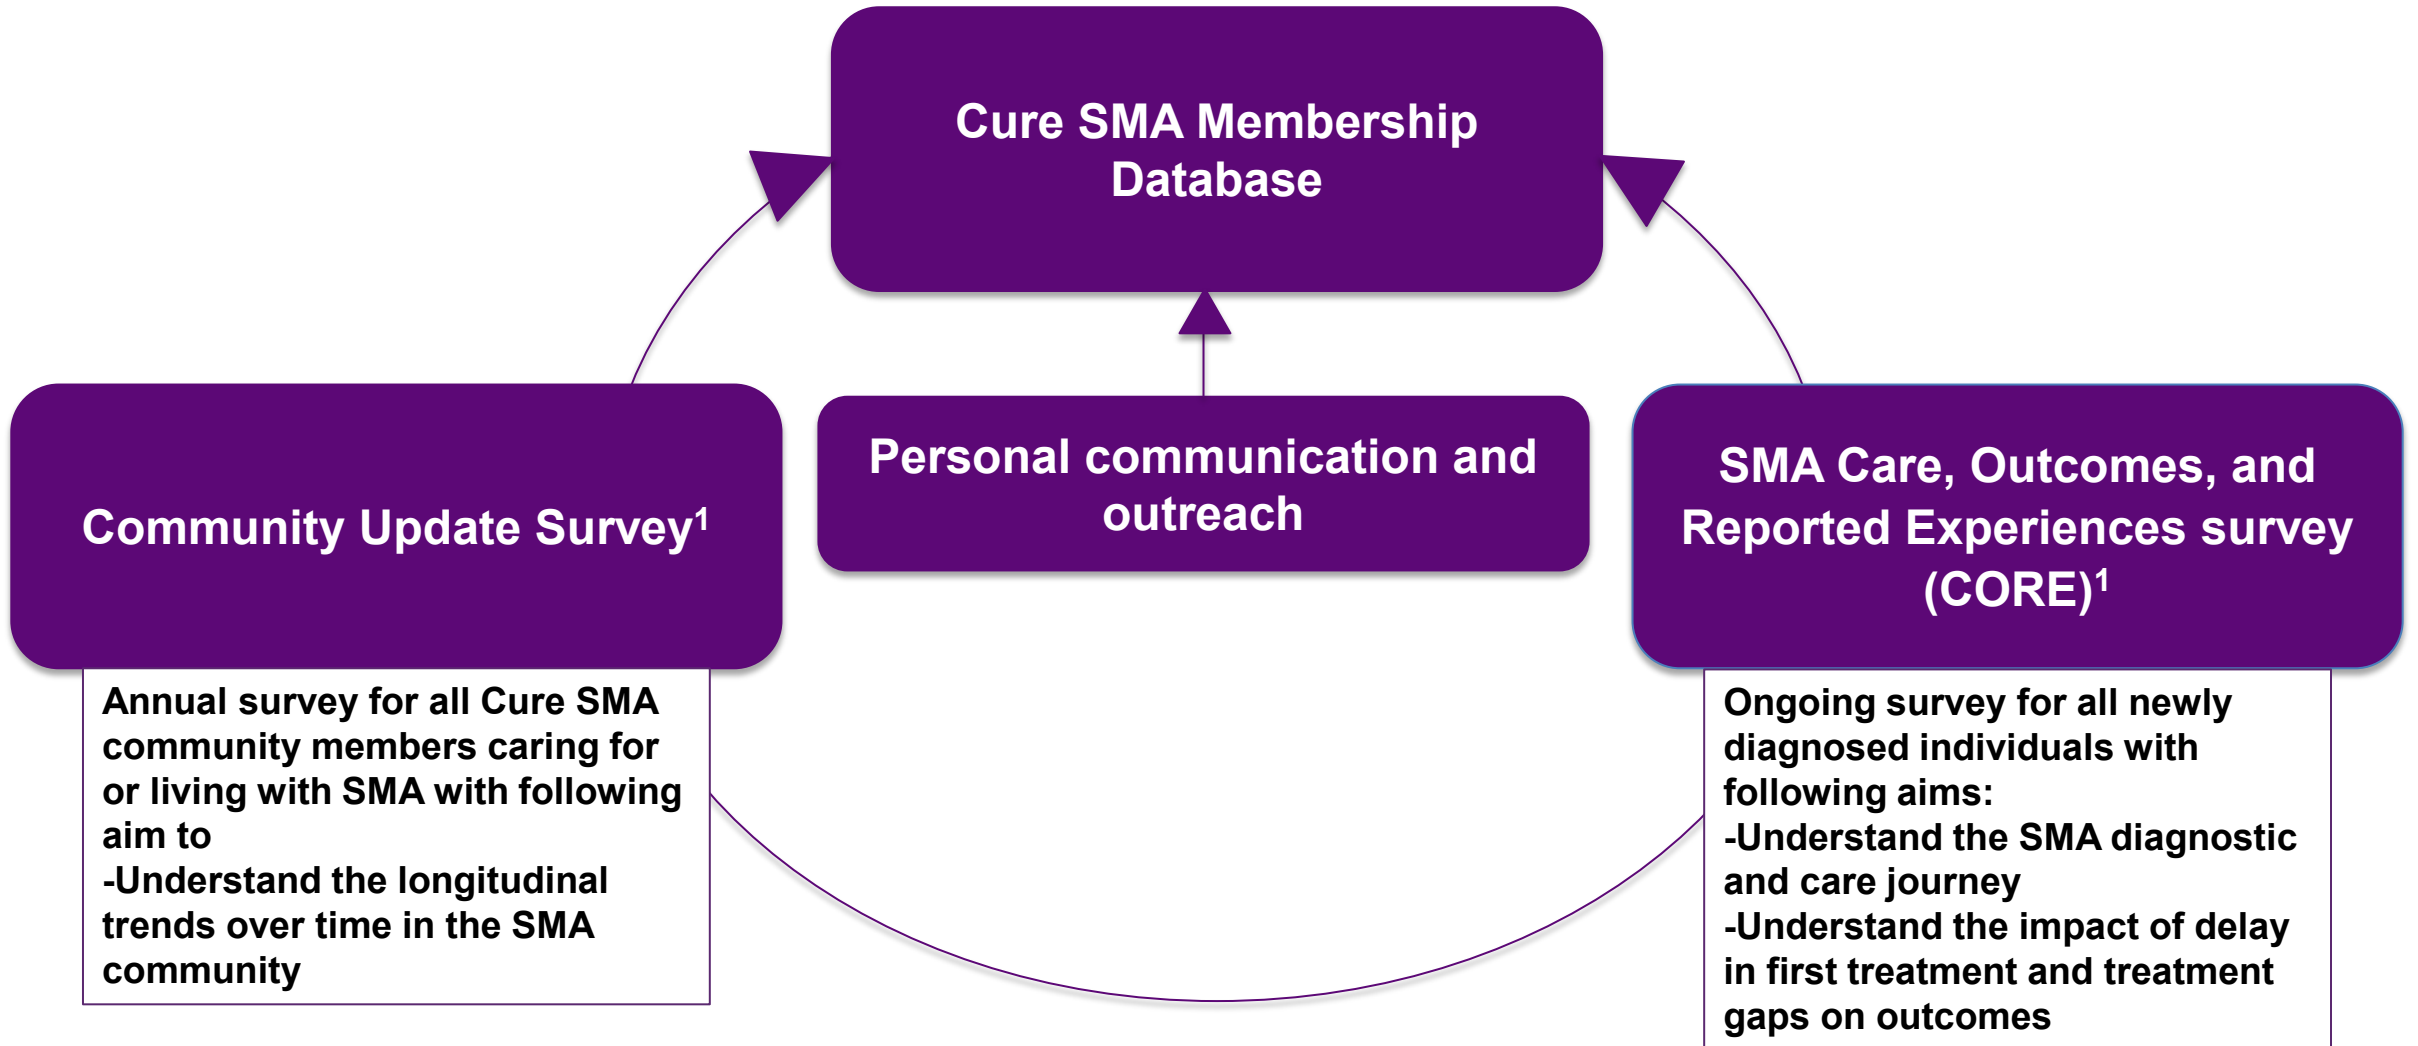 Cure SMA Membership
Database
Community Update Survey¹
Personal communication and
outreach
SMA Care, Outcomes, and
Reported Experiences survey
(CORE)¹
Annual survey for all Cure SMA
community members caring for
or living with SMA with following
aim to
-Understand the longitudinal
trends over time in the SMA
community
Ongoing survey for all newly
diagnosed individuals with
following aims:
-Understand the SMA diagnostic
and care journey
-Understand the impact of delay
in first treatment and treatment
gaps on outcomes